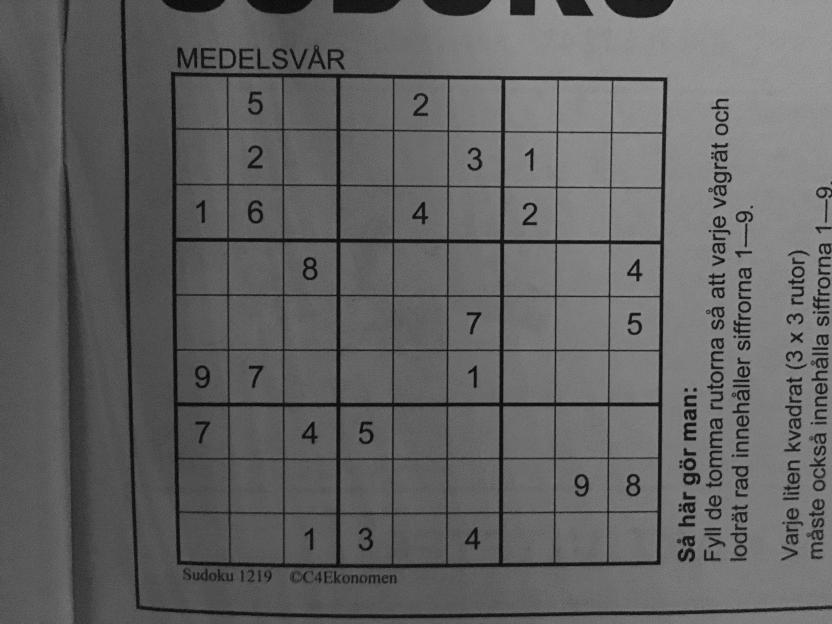 SUDOKU
MEDELSVÅR
5 2
2 3 1
1 6 4 2
8 4
7 5
9 7 1
7 4 5
9 8
1 3 4
Sudoku 1219 ©C4Ekonomen
Så här gör man:
Fyll de tomma rutorna så att varje vågrät och
lodrät rad innehåller siffrorna 1—9.
Varje liten kvadrat (3 x 3 rutor)
måste också innehålla siffrorna 1—9.